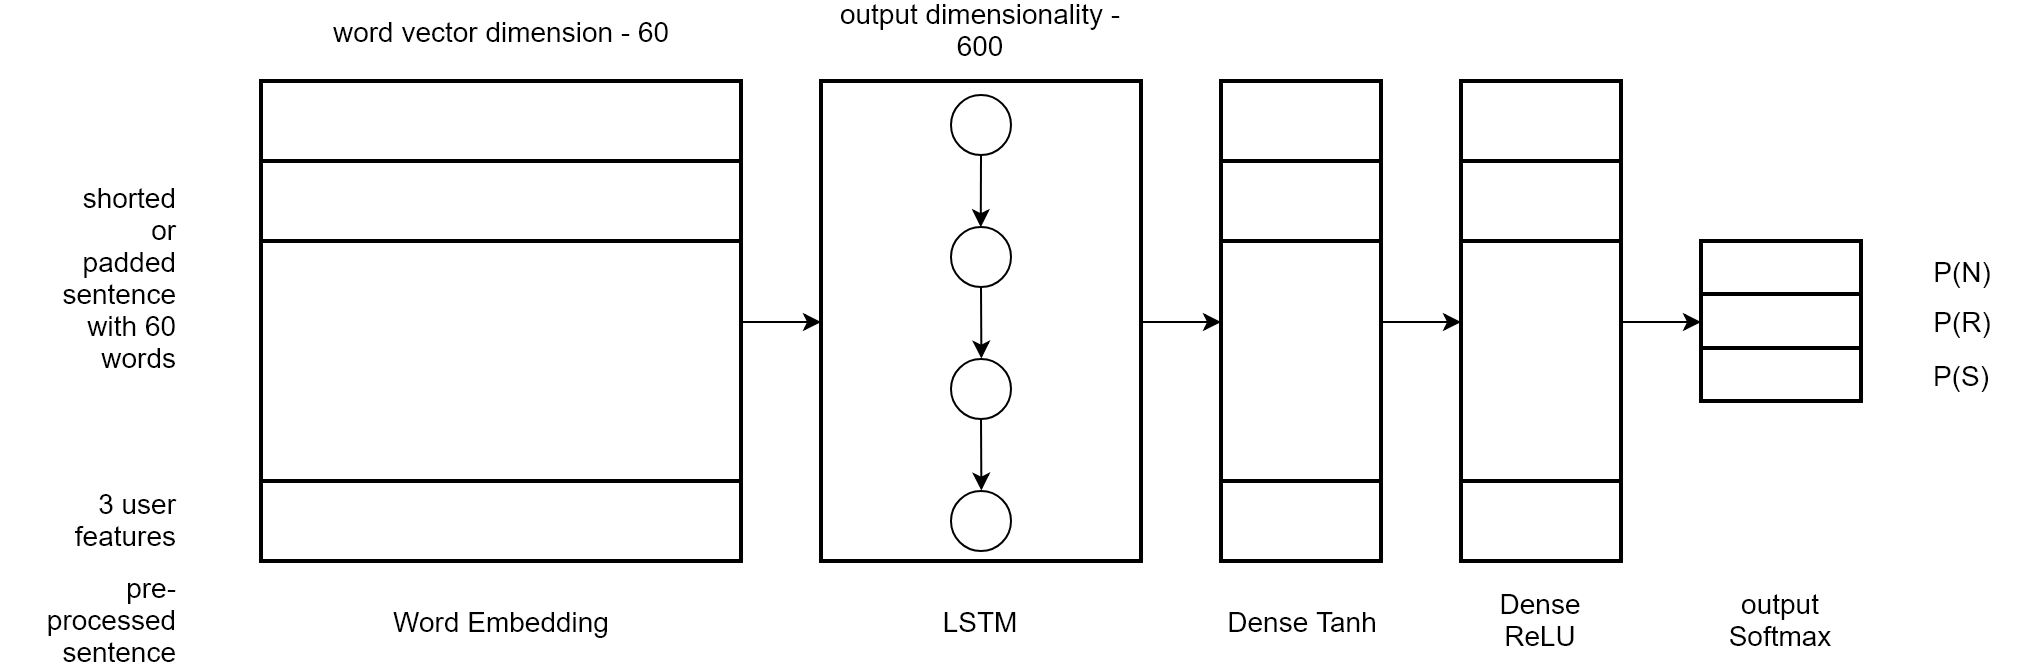 word vector dimension - 60
output dimensionality -
600
shorted
or
padded
sentence
with 60
words
3 user
features
pre-
processed
sentence
P(N)
P(R)
P(S)
Word Embedding
LSTM
Dense Tanh
Dense
ReLU
output
Softmax